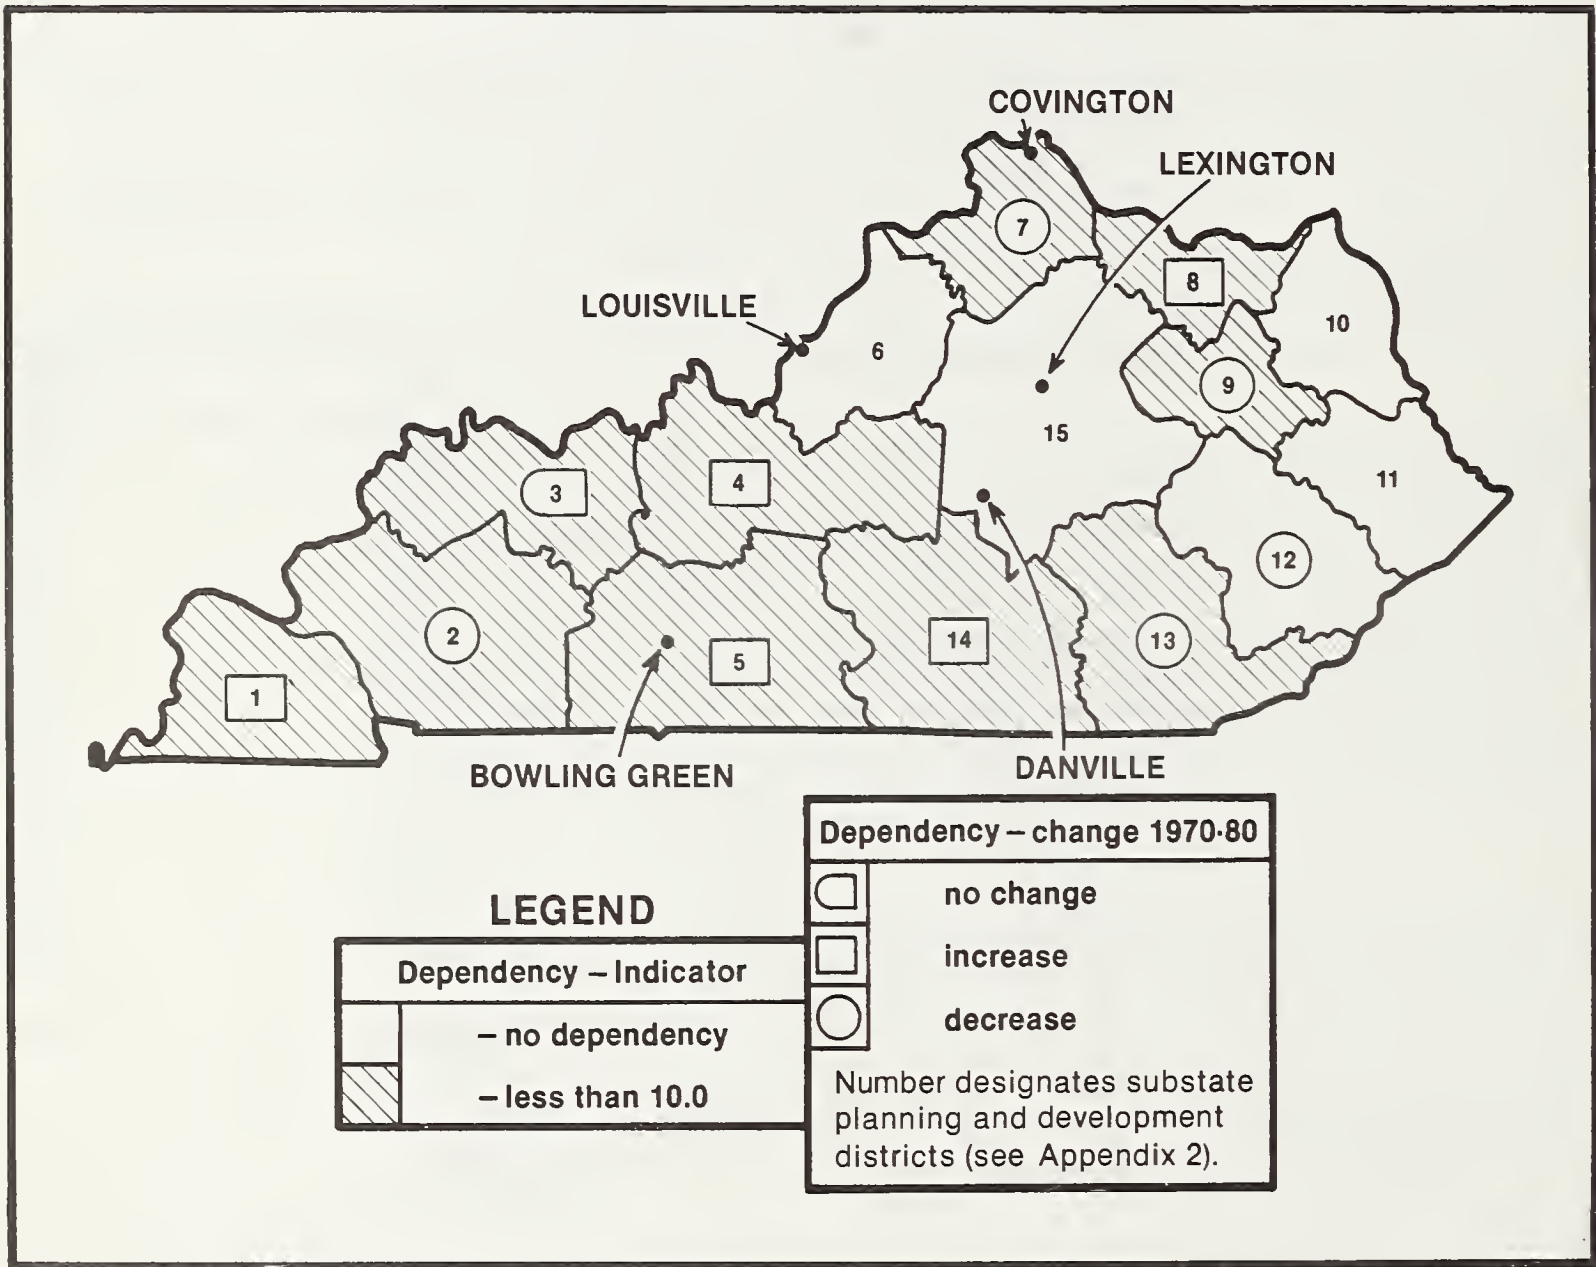 COVINGTON
LEXINGTON
7
8
LOUISVILLE
10
6
9
15
3
4
11
12
2
14
13
5
1
BOWLING GREEN
DANVILLE
Dependency – change 1970-80
no change
increase
decrease
Number designates substate
planning and development
districts (see Appendix 2).
LEGEND
Dependency – Indicator
– no dependency
– less than 10.0